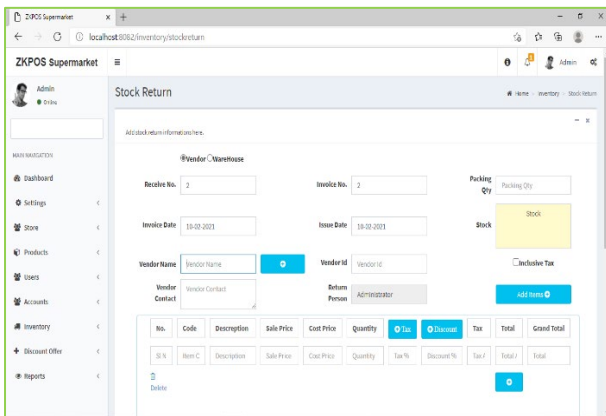 ZKPOS Supermarket
localhost:8082/inventory/stockreturn
ZKPOS Supermarket
Admin
Admin
Online
Stock Return
Home
Inventory
Stock Return
Add stock return informations here.
MAIN NAVIGATION
Dashboard
Settings
Store
Products
Users
Accounts
Inventory
Discount Offer
Reports
Vendor WareHouse
Receive No. 2
Invoice No. 2
Packing Qty Packing Qty
Invoice Date 18-02-2021
Issue Date 18-02-2021
Stock Stock
Vendor Name Vendor Name
Vendor Id Vendor Id
Inclusive Tax
Vendor Contact Vendor Contact
Return Person Administrator
Add Items
No. Code Descreption Sale Price Cost Price Quantity Tax Discount Tax Total Grand Total
Sl N Item C Description Sale Price Cost Price Quantity Tax % Discount % Tax / Total / Total
Delete